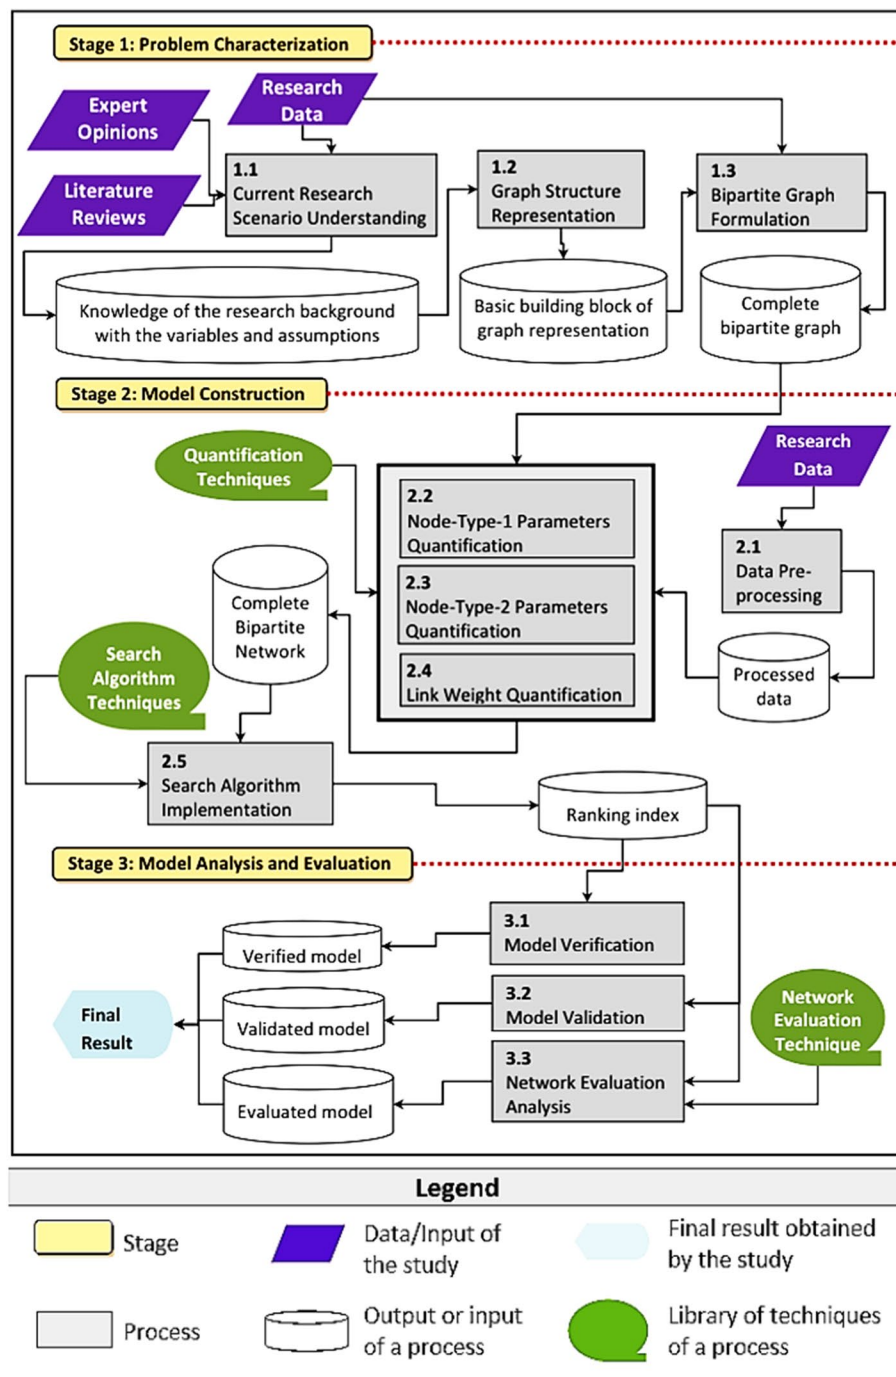 Stage 1: Problem Characterization
Expert
Opinions
Research
Data
Literature
Reviews
1.1
Current Research
Scenario Understanding
1.2
Graph Structure
Representation
1.3
Bipartite Graph
Formulation
Knowledge of the research background
with the variables and assumptions
Basic building block of
graph representation
Complete
bipartite graph
Stage 2: Model Construction
Quantification
Techniques
Research
Data
2.2
Node-Type-1 Parameters
Quantification
2.3
Node-Type-2 Parameters
Quantification
2.4
Link Weight Quantification
2.1
Data Pre-
processing
Processed
data
Complete
Bipartite
Network
Search
Algorithm
Techniques
2.5
Search Algorithm
Implementation
Ranking index
Stage 3: Model Analysis and Evaluation
3.1
Model Verification
Verified model
3.2
Model Validation
Validated model
3.3
Network Evaluation
Analysis
Evaluated model
Network
Evaluation
Technique
Final
Result
Legend
Stage
Data/Input of
the study
Final result obtained
by the study
Process
Output or input
of a process
Library of techniques
of a process